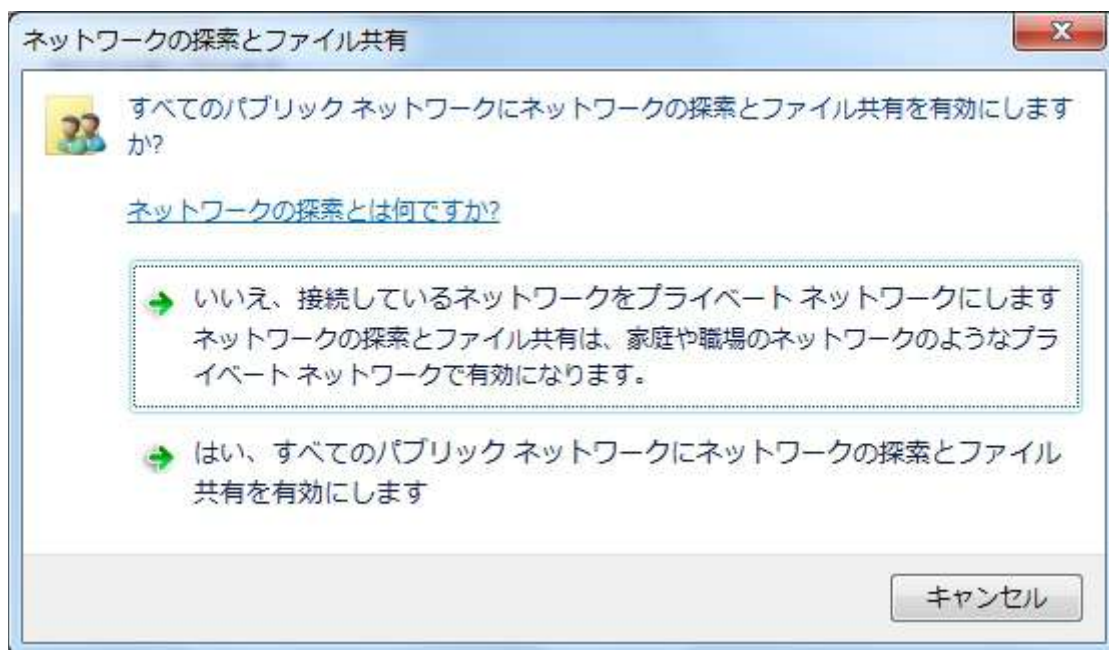 ネットワークの探索とファイル共有
すべてのパブリック ネットワークにネットワークの探索とファイル共有を有効にします
か?
ネットワークの探索とは何ですか?
いいえ、接続しているネットワークをプライベート ネットワークにします
ネットワークの探索とファイル共有は、家庭や職場のネットワークのようなプラ
イベート ネットワークで有効になります。
はい、すべてのパブリック ネットワークにネットワークの探索とファイル
共有を有効にします
キャンセル